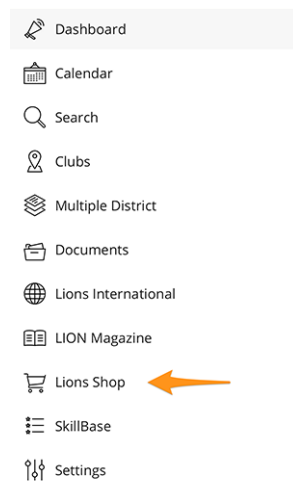 Dashboard
Calendar
Search
Clubs
Multiple District
Documents
Lions International
LION Magazine
Lions Shop
SkillBase
Settings